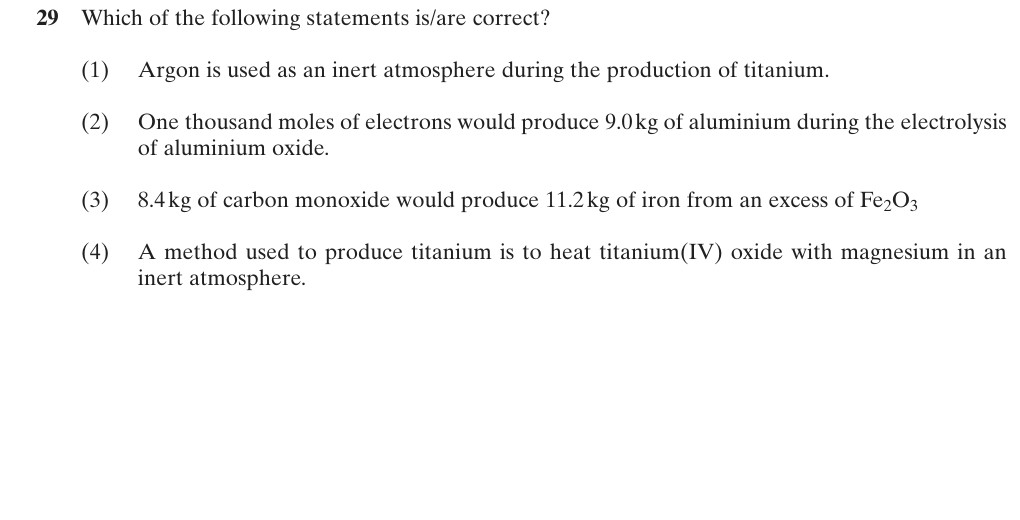 29 Which of the following statements is/are correct?
(1) Argon is used as an inert atmosphere during the production of titanium.
(2) One thousand moles of electrons would produce 9.0 kg of aluminium during the electrolysis
of aluminium oxide.
(3) 8.4 kg of carbon monoxide would produce 11.2 kg of iron from an excess of Fe₂O₃
(4) A method used to produce titanium is to heat titanium(IV) oxide with magnesium in an
inert atmosphere.